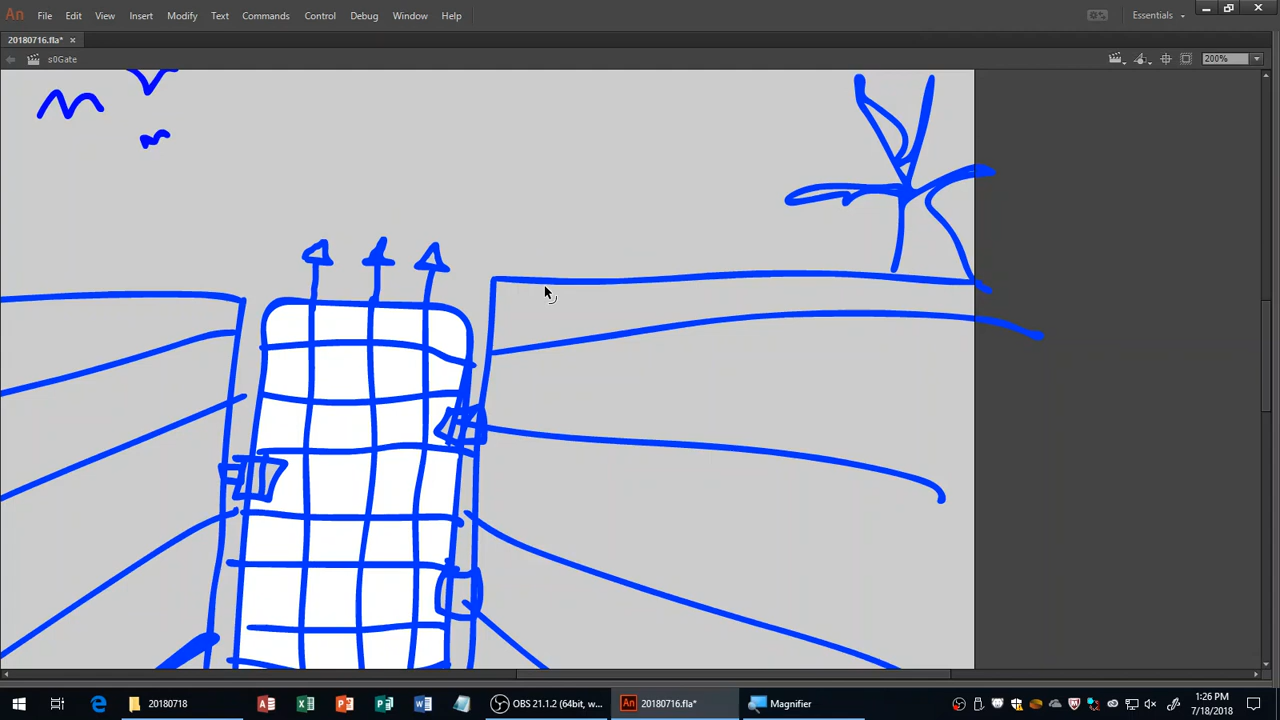 An File Edit View Insert Modify Text Commands Control Debug Window Help Essentials
20180716.fla* ×
s0Gate 200%
20180718 OBS 21.1.2 (64bit, w... 20180716.fla* Magnifier 1:26 PM
7/18/2018